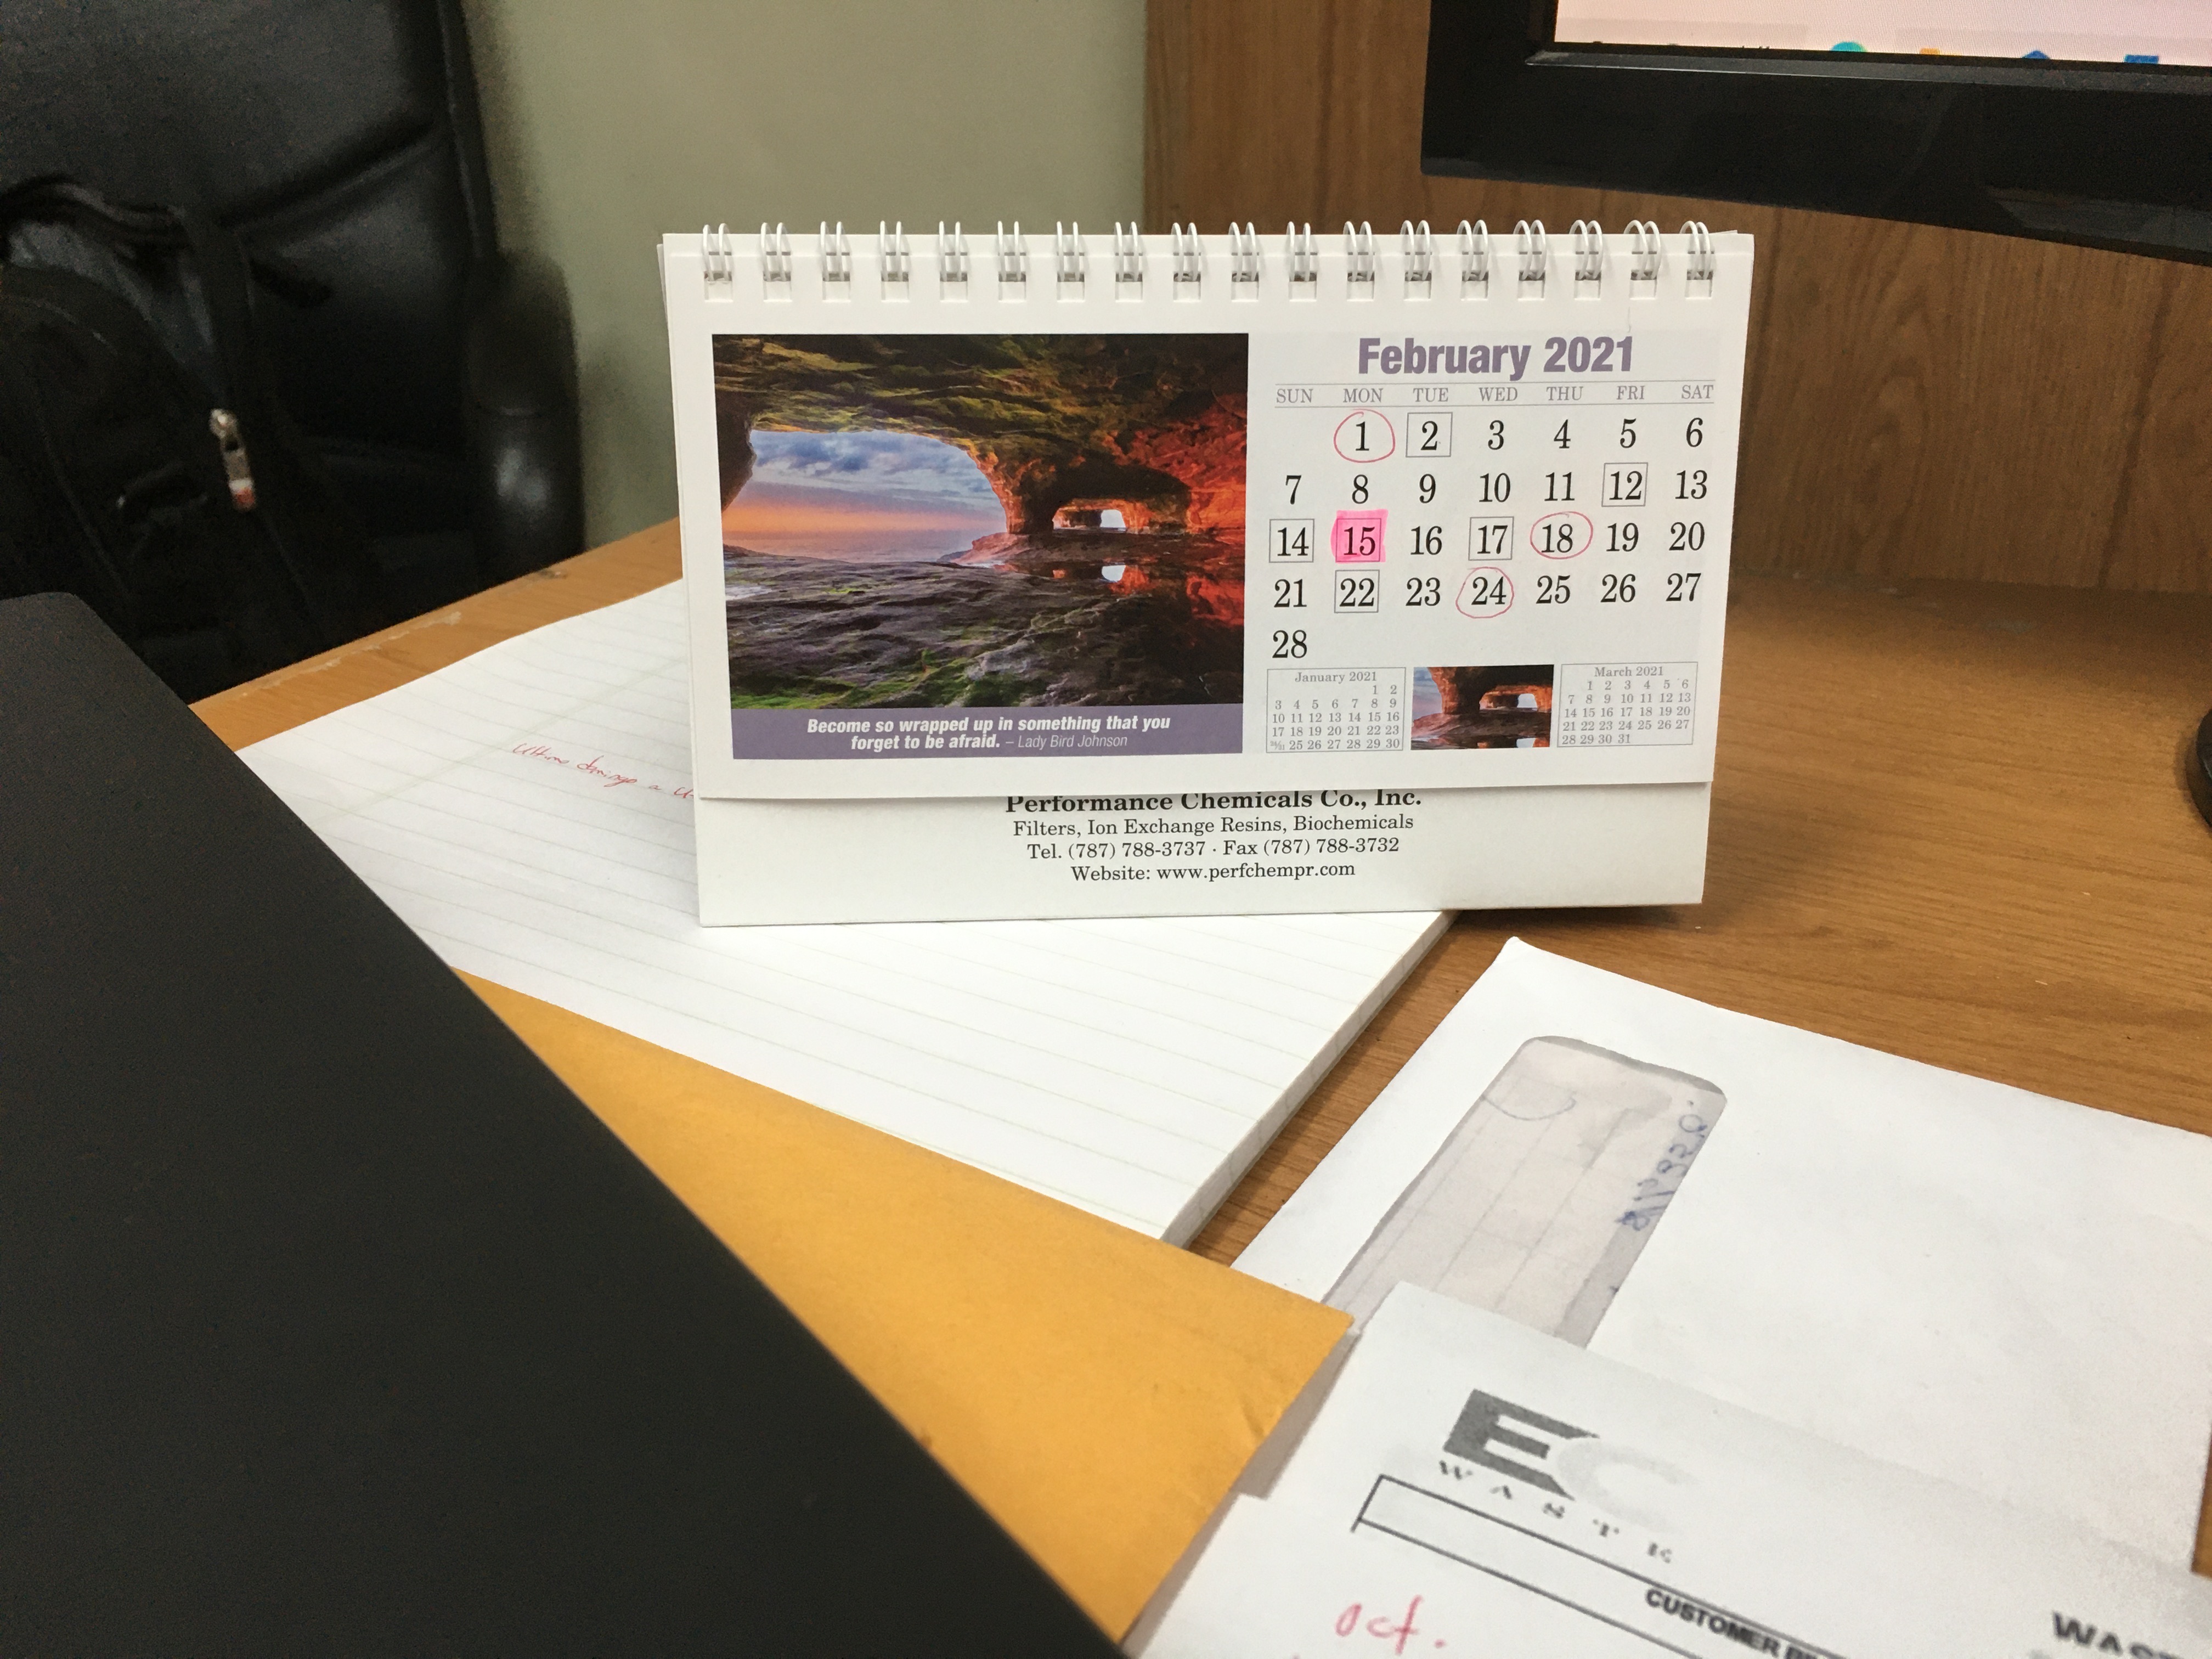 February 2021
SUN MON TUE WED THU FRI SAT
1 2 3 4 5 6
7 8 9 10 11 12 13
14 15 16 17 18 19 20
21 22 23 24 25 26 27
28
Become so wrapped up in something that you
forget to be afraid. – Lady Bird Johnson
January 2021
1 2
3 4 5 6 7 8 9
10 11 12 13 14 15 16
17 18 19 20 21 22 23
24/31 25 26 27 28 29 30
March 2021
1 2 3 4 5 6
7 8 9 10 11 12 13
14 15 16 17 18 19 20
21 22 23 24 25 26 27
28 29 30 31
Performance Chemicals Co., Inc.
Filters, Ion Exchange Resins, Biochemicals
Tel. (787) 788-3737 · Fax (787) 788-3732
Website: www.perfchempr.com
a
EC
WASTE
CUSTOMER
oct.